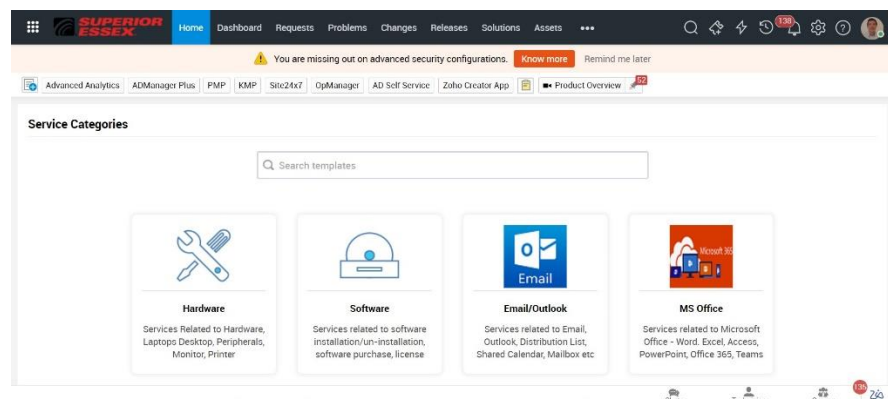 SUPERIOR
ESSEX
Home Dashboard Requests Problems Changes Releases Solutions Assets
138
You are missing out on advanced security configurations. Know more Remind me later
Advanced Analytics ADManager Plus PMP KMP Site24x7 OpManager AD Self Service Zoho Creator App Product Overview
52
Service Categories
Search templates
Microsoft 365
Email
Hardware Software Email/Outlook MS Office
Services Related to Hardware, Services related to software Services related to Email, Services related to Microsoft
Laptops Desktop, Peripherals, installation/un-installation, Outlook, Distribution List, Office - Word. Excel, Access,
Monitor, Printer software purchase, license Shared Calendar, Mailbox etc PowerPoint, Office 365, Teams
135
Zia